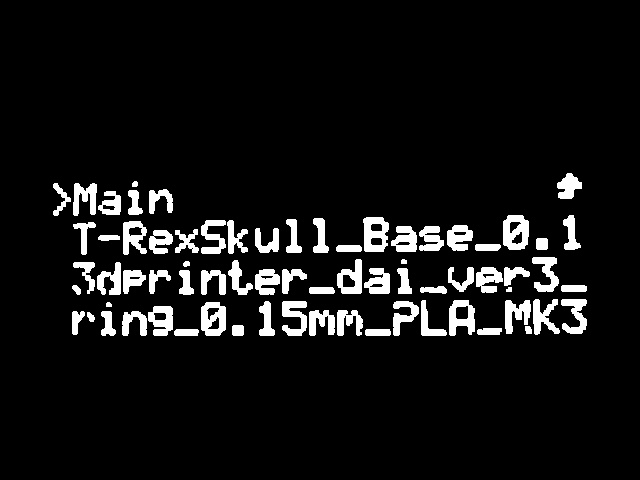 >Main
T-RexSkull_Base_0.1
3dprinter_dai_ver3_
ring_0.15mm_PLA_MK3